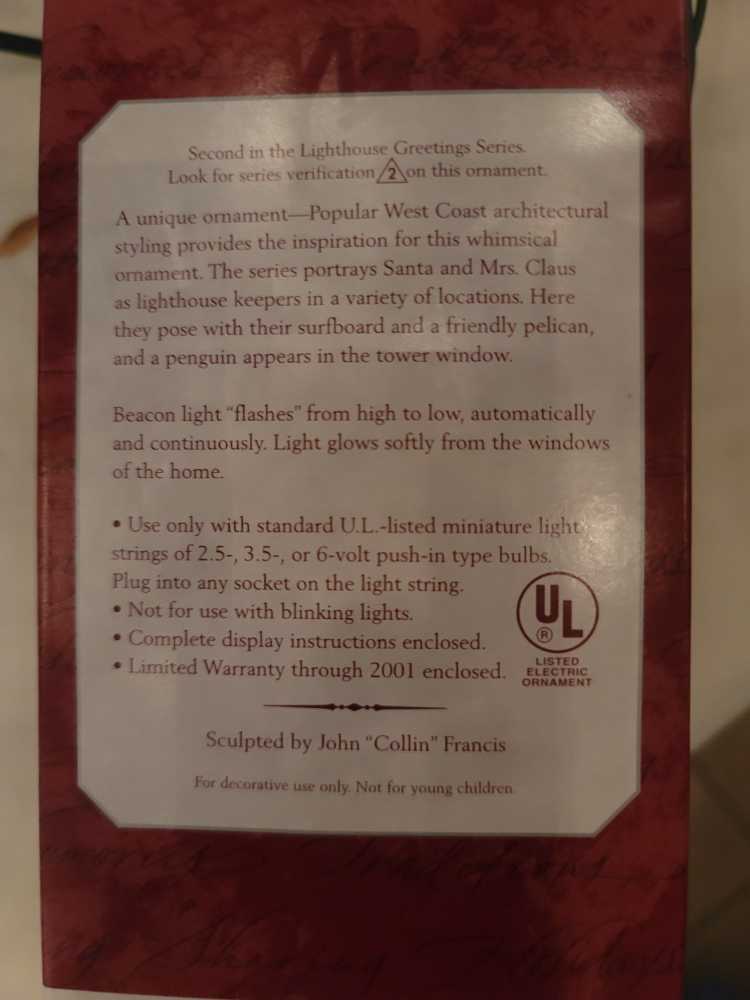 Second in the Lighthouse Greetings Series.
Look for series verification 2 on this ornament.
A unique ornament—Popular West Coast architectural
styling provides the inspiration for this whimsical
ornament. The series portrays Santa and Mrs. Claus
as lighthouse keepers in a variety of locations. Here
they pose with their surfboard and a friendly pelican,
and a penguin appears in the tower window.
Beacon light “flashes” from high to low, automatically
and continuously. Light glows softly from the windows
of the home.
• Use only with standard U.L.-listed miniature light
strings of 2.5-, 3.5-, or 6-volt push-in type bulbs.
Plug into any socket on the light string.
• Not for use with blinking lights.
• Complete display instructions enclosed.
• Limited Warranty through 2001 enclosed.
UL
®
LISTED
ELECTRIC
ORNAMENT
Sculpted by John “Collin” Francis
For decorative use only. Not for young children.
Traditions
Sharing